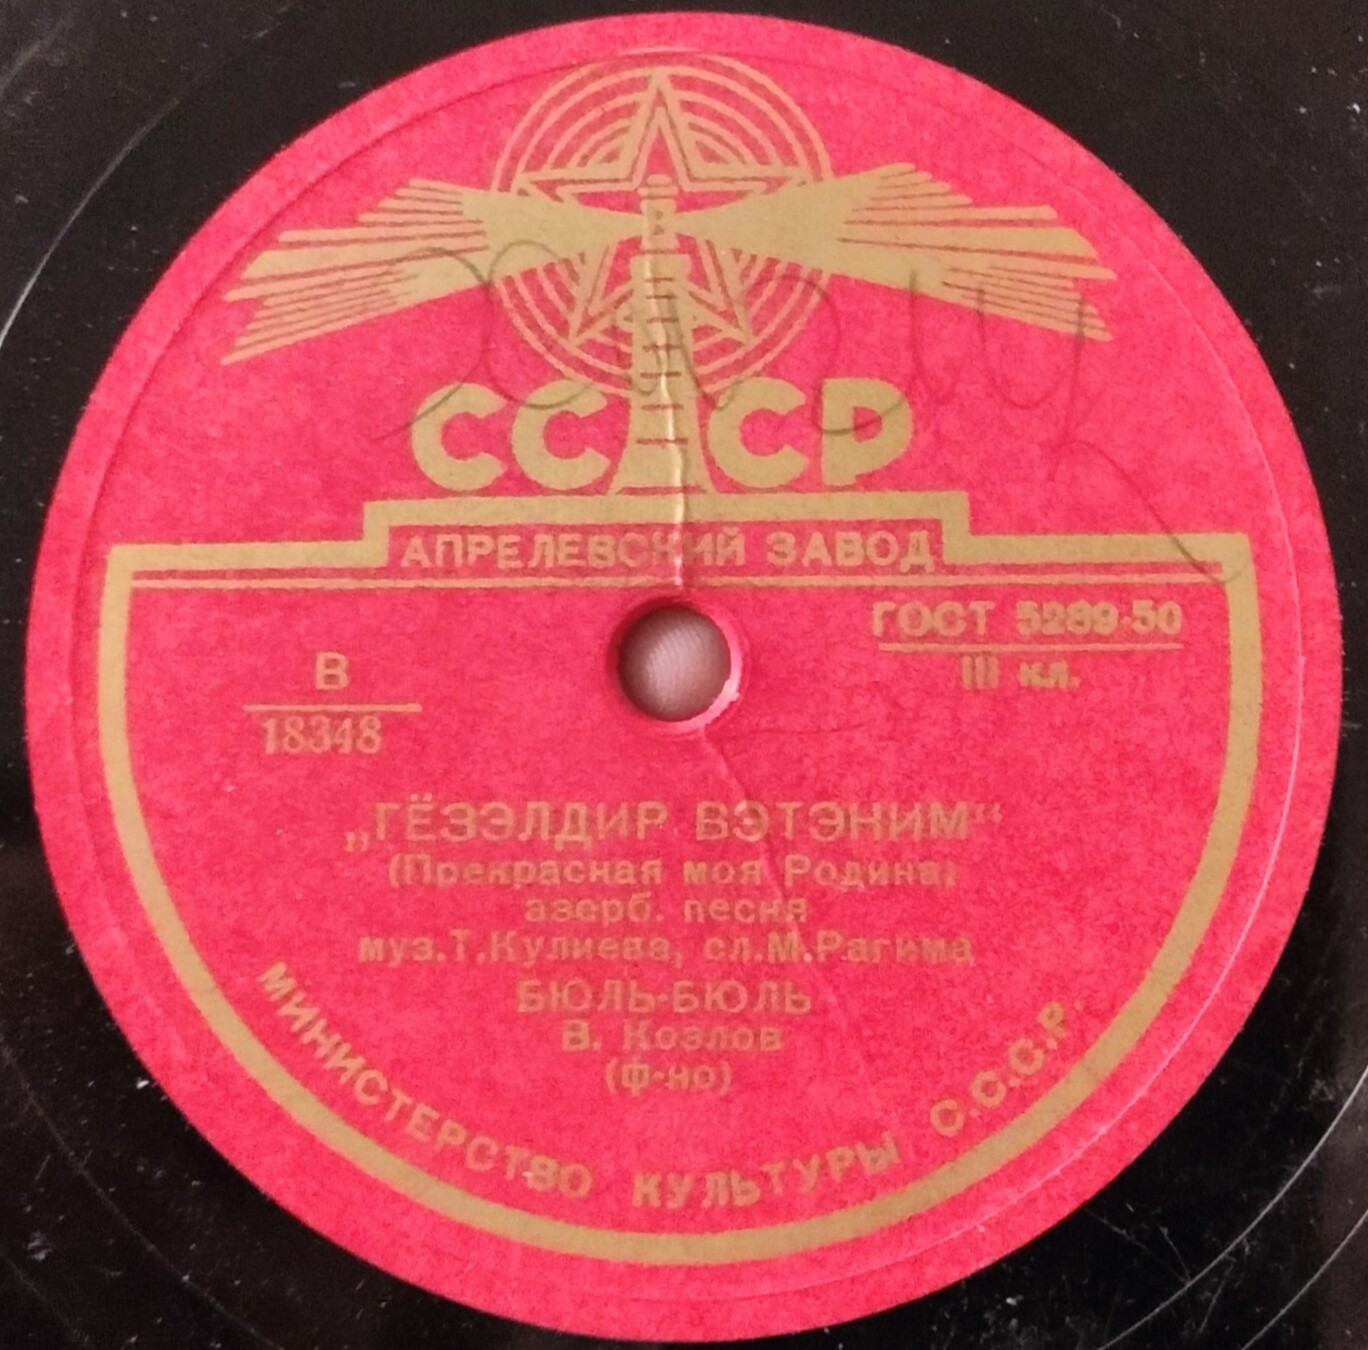 В
СССР
АПРЕЛЕВСКИЙ ЗАВОД
ГОСТ 5289-50
III кл.
В
18348
„ГЁЗЭЛДИР ВЭТЭНИМ“
(Прекрасная моя Родина)
азерб. песня
муз.Т.Кулиева, сл.М.Рагима
БЮЛЬ-БЮЛЬ
В. Козлов
(ф-но)
МИНИСТЕРСТВО КУЛЬТУРЫ С.С.С.Р.